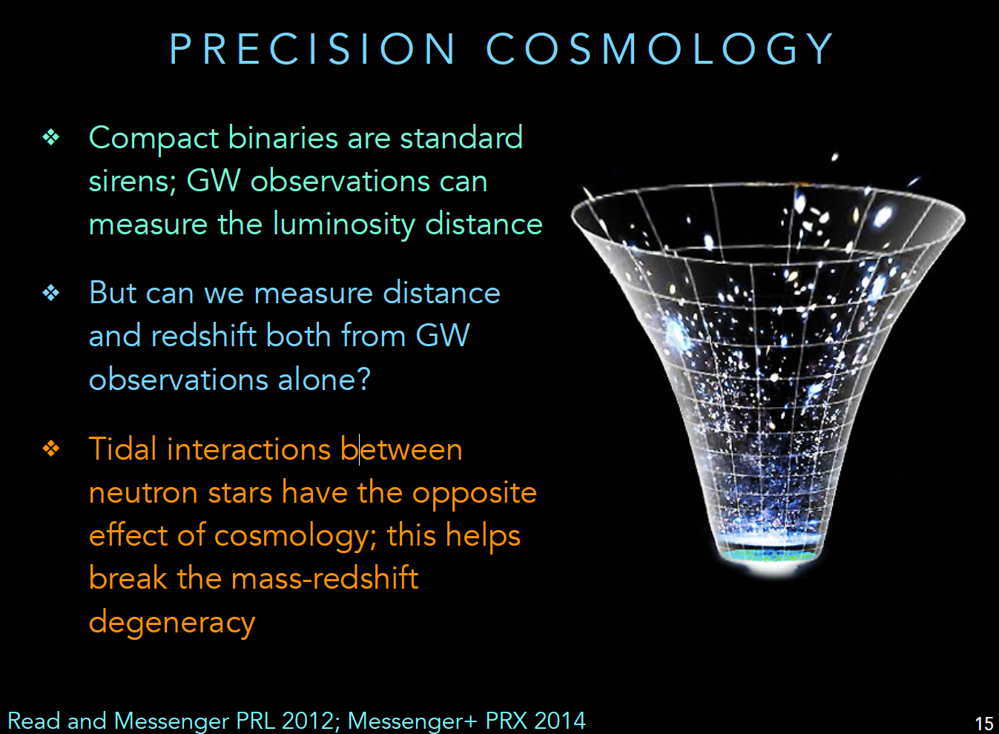 PRECISION COSMOLOGY
❖ Compact binaries are standard
sirens; GW observations can
measure the luminosity distance
❖ But can we measure distance
and redshift both from GW
observations alone?
❖ Tidal interactions between
neutron stars have the opposite
effect of cosmology; this helps
break the mass-redshift
degeneracy
Read and Messenger PRL 2012; Messenger+ PRX 2014
15